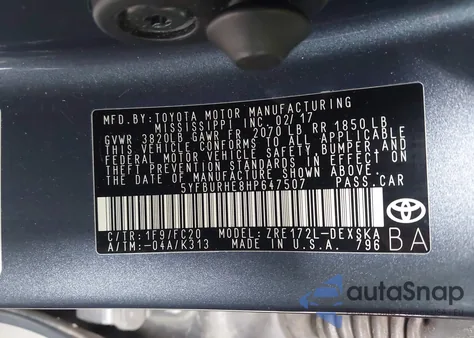 MFD.BY:TOYOTA MOTOR MANUFACTURING
MISSISSIPPI INC. 02/17
GVWR 3820LB GAWR FR 2070 LB RR 1850 LB
THIS VEHICLE CONFORMS TO ALL APPLICABLE
FEDERAL MOTOR VEHICLE SAFETY, BUMPER AND
THEFT PREVENTION STANDARDS IN EFFECT ON
THE DATE OF MANUFACTURE SHOWN ABOVE.
5YFBURHE8HP647507 PASS.CAR
C/TR: 1F9/FC20 MODEL: ZRE172L-DEXSKA
A/TM: -04A/K313 MADE IN U.S.A. 796 BA
autoSnap